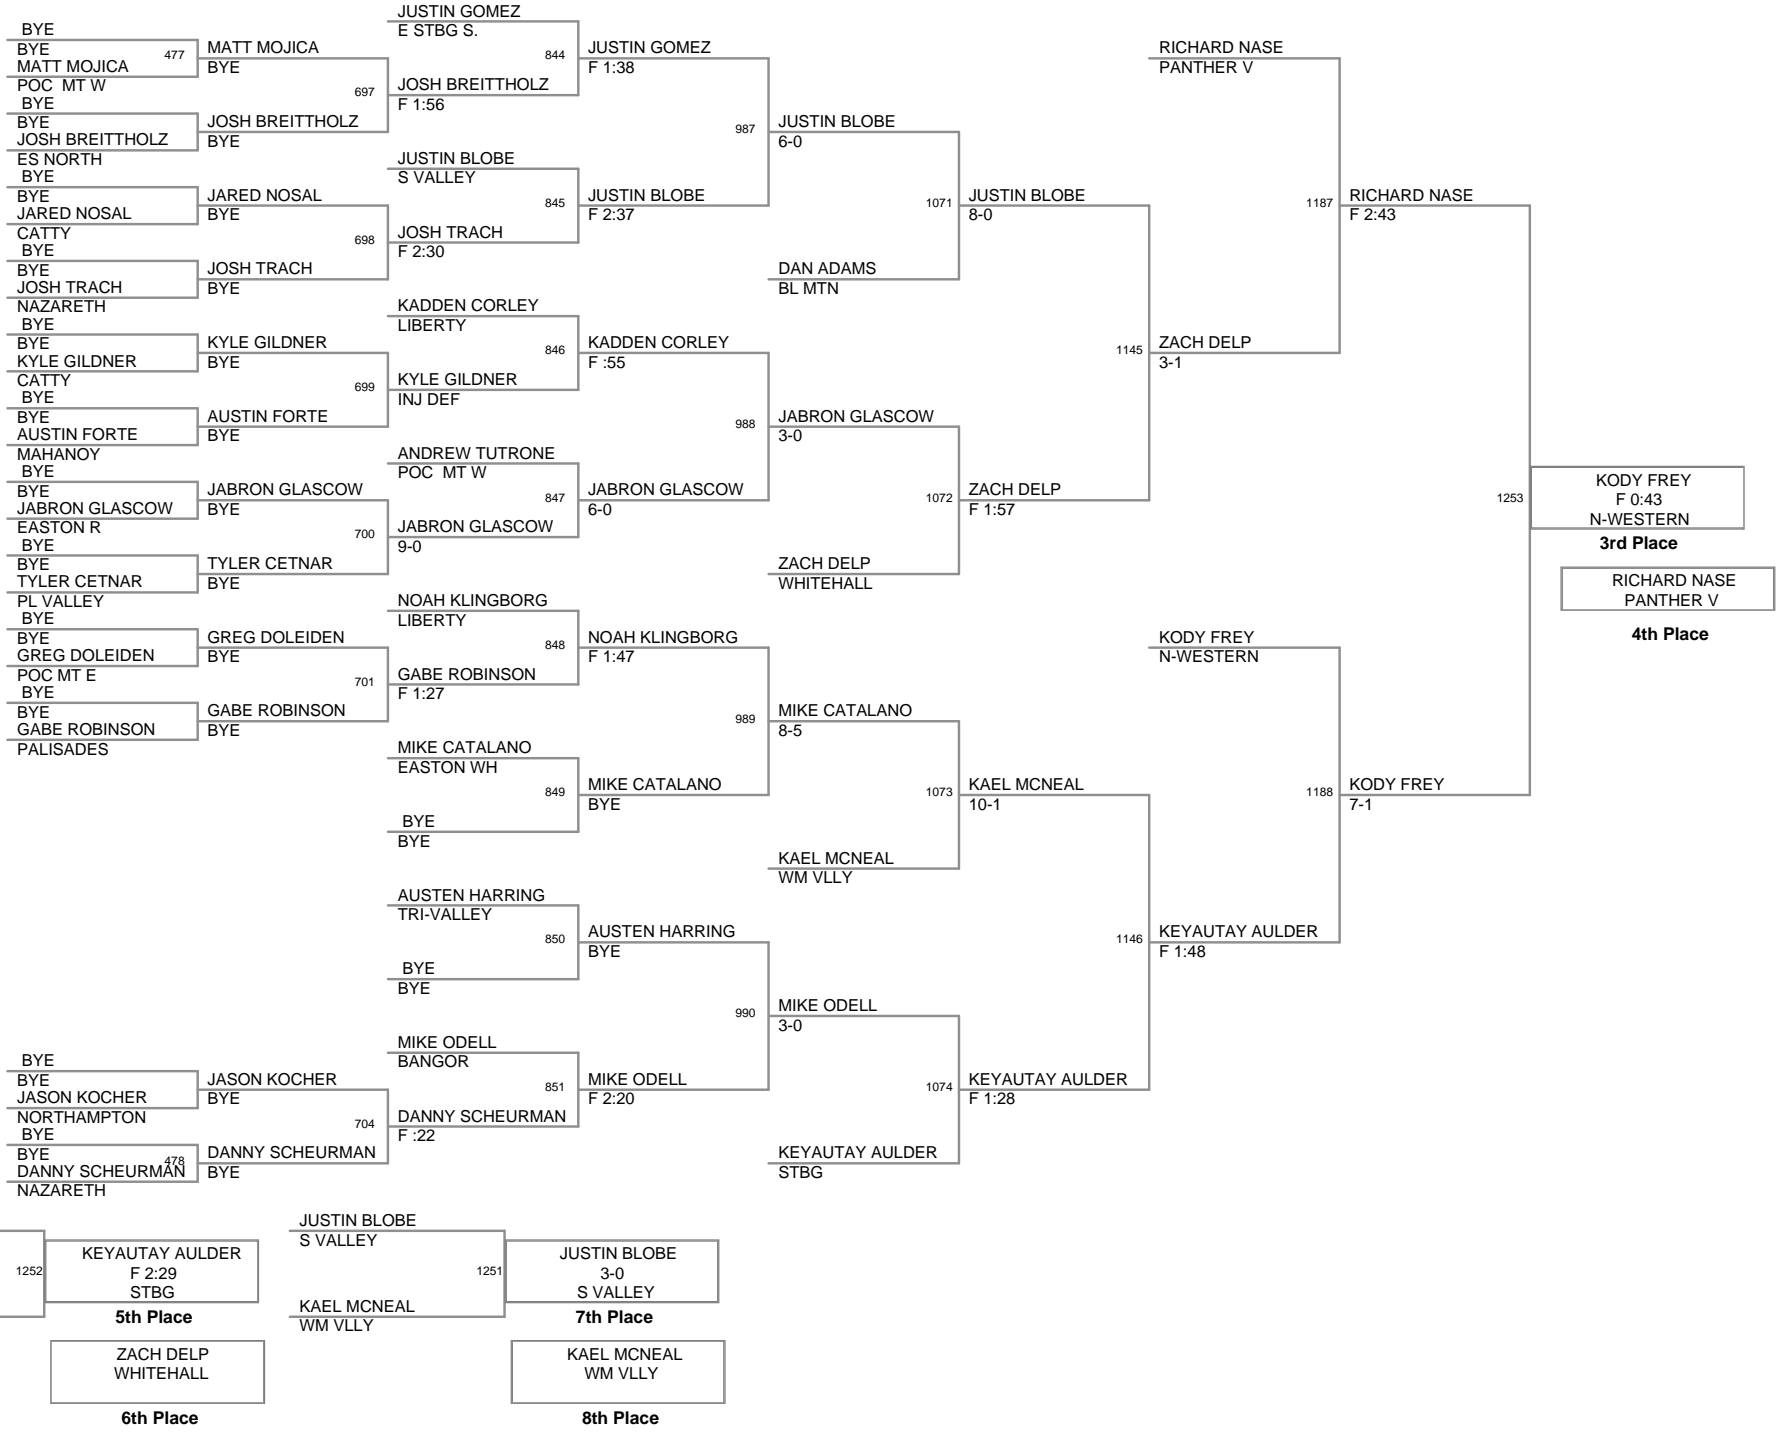 BYE
BYE
MATT MOJICA
POC  MT W
BYE
BYE
JOSH BREITTHOLZ
ES NORTH
BYE
BYE
JARED NOSAL
CATTY
BYE
BYE
JOSH TRACH
NAZARETH
BYE
BYE
KYLE GILDNER
CATTY
BYE
BYE
AUSTIN FORTE
MAHANOY
BYE
BYE
JABRON GLASCOW
EASTON R
BYE
BYE
TYLER CETNAR
PL VALLEY
BYE
BYE
GREG DOLEIDEN
POC MT E
BYE
BYE
GABE ROBINSON
PALISADES
BYE
BYE
JASON KOCHER
NORTHAMPTON
BYE
BYE
DANNY SCHEURMAN
NAZARETH
477
478
MATT MOJICA
BYE
JOSH BREITTHOLZ
BYE
JARED NOSAL
BYE
JOSH TRACH
BYE
KYLE GILDNER
BYE
AUSTIN FORTE
BYE
JABRON GLASCOW
BYE
TYLER CETNAR
BYE
GREG DOLEIDEN
BYE
GABE ROBINSON
BYE
JASON KOCHER
BYE
DANNY SCHEURMAN
BYE
697
698
699
700
701
704
JUSTIN GOMEZ
E STBG S.
JOSH BREITTHOLZ
F 1:56
JUSTIN BLOBE
S VALLEY
JOSH TRACH
F 2:30
KADDEN CORLEY
LIBERTY
KYLE GILDNER
INJ DEF
ANDREW TUTRONE
POC  MT W
JABRON GLASCOW
9-0
NOAH KLINGBORG
LIBERTY
GABE ROBINSON
F 1:27
MIKE CATALANO
EASTON WH
BYE
BYE
AUSTEN HARRING
TRI-VALLEY
BYE
BYE
MIKE ODELL
BANGOR
DANNY SCHEURMAN
F :22
844
845
846
847
848
849
850
851
JUSTIN GOMEZ
F 1:38
JUSTIN BLOBE
F 2:37
KADDEN CORLEY
F :55
JABRON GLASCOW
6-0
NOAH KLINGBORG
F 1:47
MIKE CATALANO
BYE
AUSTEN HARRING
BYE
MIKE ODELL
F 2:20
987
988
989
990
JUSTIN BLOBE
6-0
DAN ADAMS
BL MTN
JABRON GLASCOW
3-0
ZACH DELP
WHITEHALL
MIKE CATALANO
8-5
KAEL MCNEAL
WM VLLY
MIKE ODELL
3-0
KEYAUTAY AULDER
STBG
1071
1072
1073
1074
JUSTIN BLOBE
8-0
ZACH DELP
F 1:57
KAEL MCNEAL
10-1
KEYAUTAY AULDER
F 1:28
1145
1146
RICHARD NASE
PANTHER V
ZACH DELP
3-1
KODY FREY
N-WESTERN
KEYAUTAY AULDER
F 1:48
1187
1188
RICHARD NASE
F 2:43
KODY FREY
7-1
1253
KODY FREY
F 0:43
N-WESTERN
3rd Place
RICHARD NASE
PANTHER V
4th Place
1252
KEYAUTAY AULDER
F 2:29
STBG
5th Place
ZACH DELP
WHITEHALL
6th Place
JUSTIN BLOBE
S VALLEY
KAEL MCNEAL
WM VLLY
1251
JUSTIN BLOBE
3-0
S VALLEY
7th Place
KAEL MCNEAL
WM VLLY
8th Place